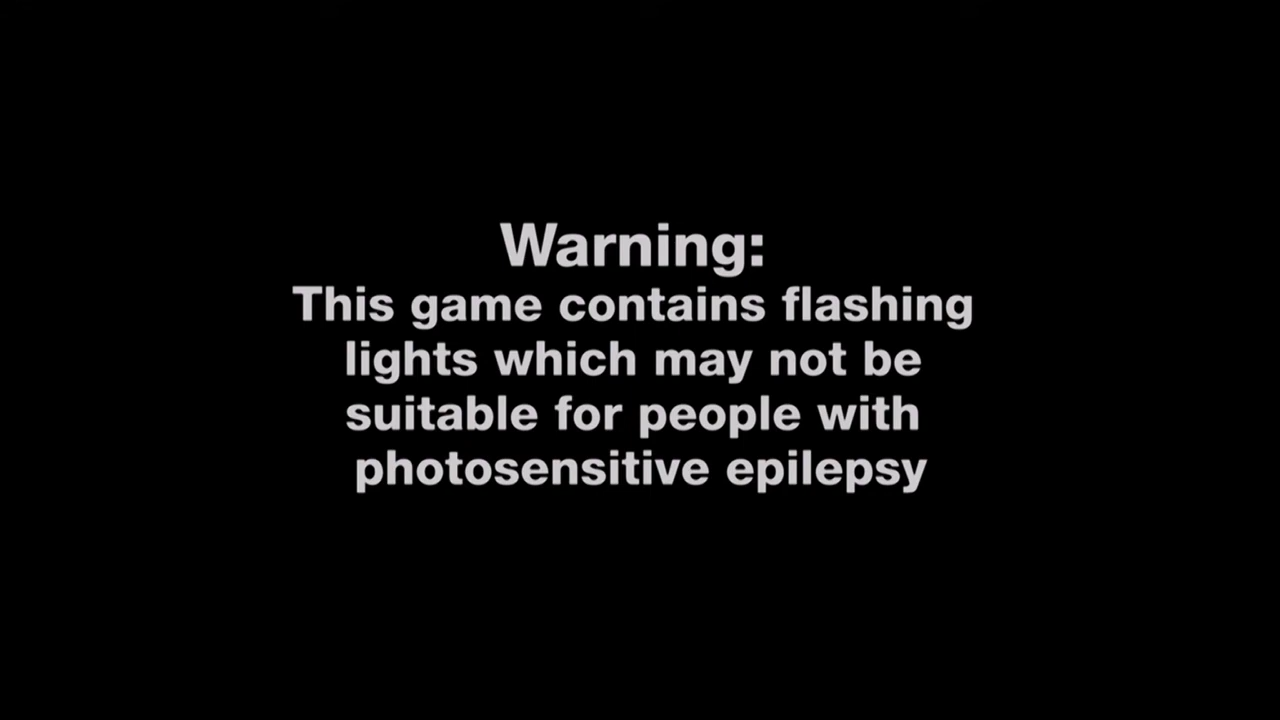 Warning:
This game contains flashing
lights which may not be
suitable for people with
photosensitive epilepsy